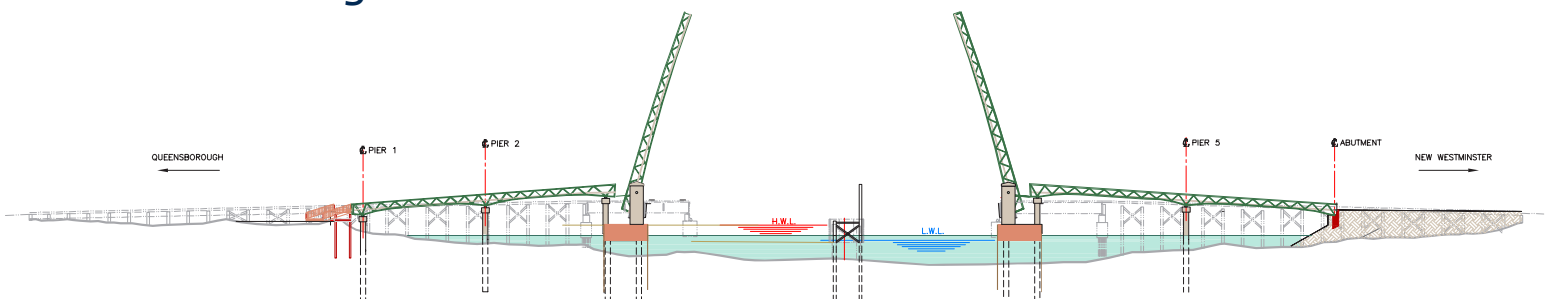 QUEENSBOROUGH
℄ PIER 1
℄ PIER 2
H.W.L.
L.W.L.
℄ PIER 5
℄ ABUTMENT
NEW WESTMINSTER